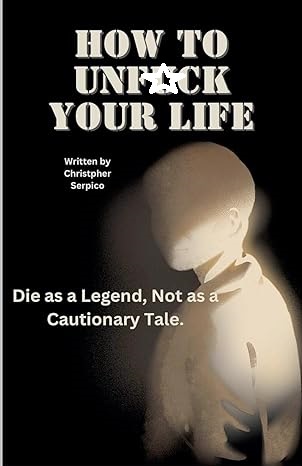 HOW TO
UNF☆CK
YOUR LIFE
Written by
Christpher
Serpico
Die as a Legend, Not as a
Cautionary Tale.